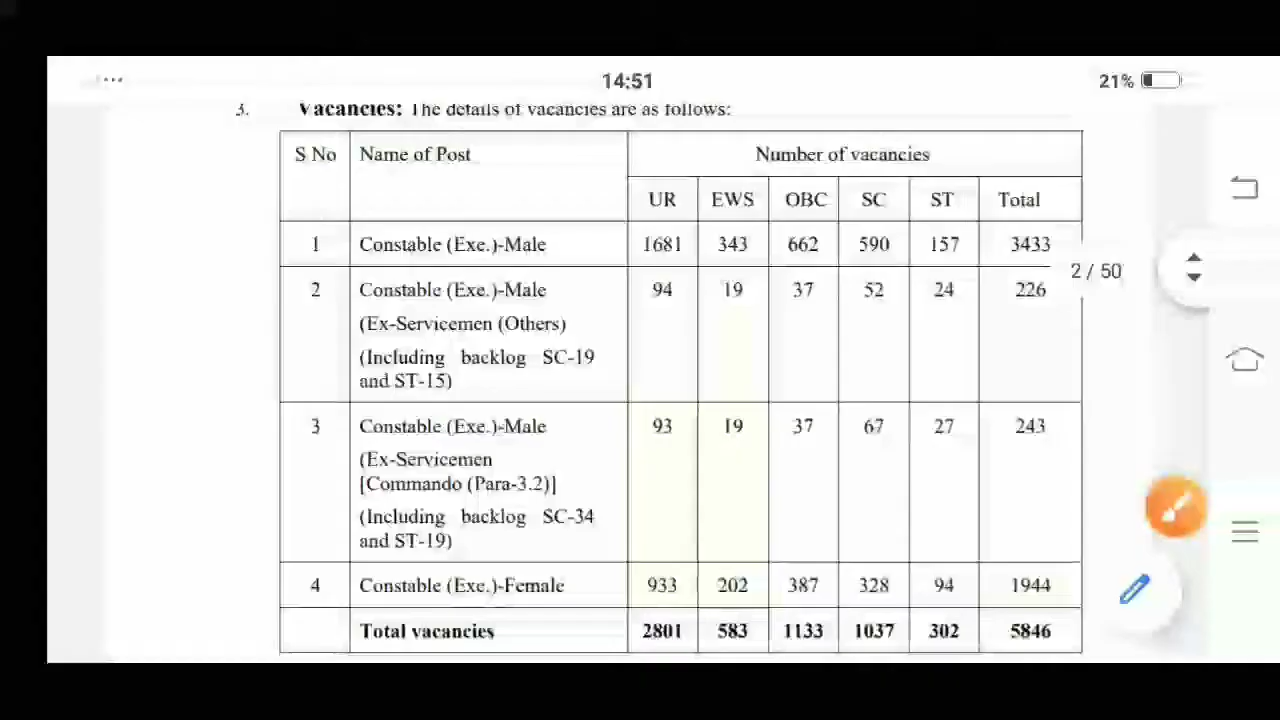 14:51
21%
3. Vacancies: The details of vacancies are as follows:
S No Name of Post Number of vacancies
UR EWS OBC SC ST Total
1 Constable (Exe.)-Male 1681 343 662 590 157 3433
2 / 50
2 Constable (Exe.)-Male 94 19 37 52 24 226
(Ex-Servicemen (Others)
(Including backlog SC-19
and ST-15)
3 Constable (Exe.)-Male 93 19 37 67 27 243
(Ex-Servicemen
[Commando (Para-3.2)]
(Including backlog SC-34
and ST-19)
4 Constable (Exe.)-Female 933 202 387 328 94 1944
Total vacancies 2801 583 1133 1037 302 5846